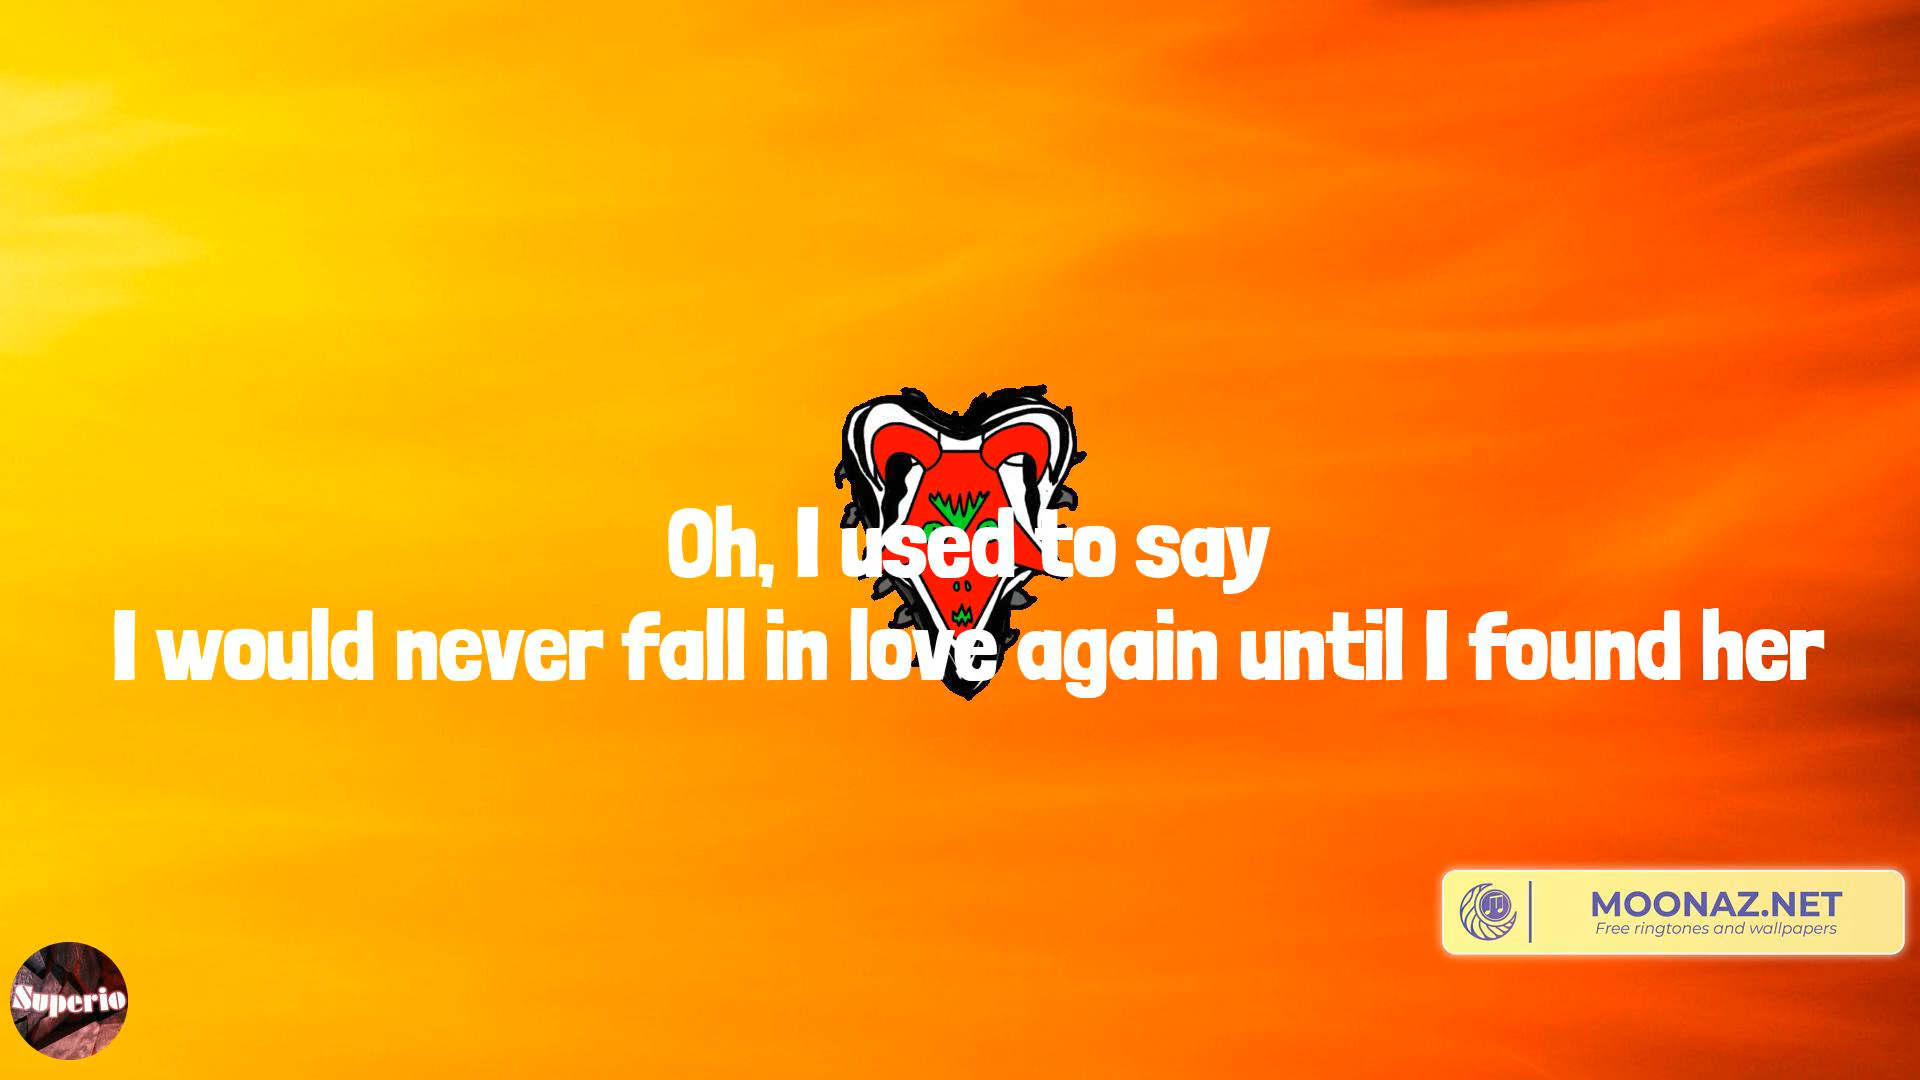 Oh, I used to say
I would never fall in love again until I found her
MOONAZ.NET
Free ringtones and wallpapers
Superio